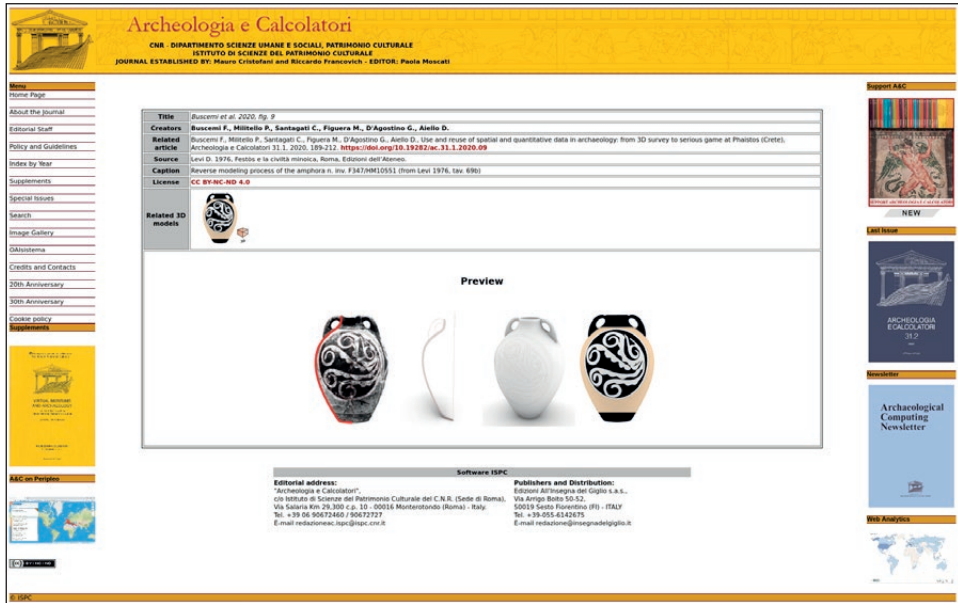 Archeologia e Calcolatori
CNR - DIPARTIMENTO SCIENZE UMANE E SOCIALI, PATRIMONIO CULTURALE
ISTITUTO DI SCIENZE DEL PATRIMONIO CULTURALE
JOURNAL ESTABLISHED BY: Mauro Cristofani and Riccardo Francovich - EDITOR: Paola Moscati
Menu
Home Page
About the Journal
Editorial Staff
Policy and Guidelines
Index by Year
Supplements
Special Issues
Search
Image Gallery
OAIsistema
Credits and Contacts
20th Anniversary
30th Anniversary
Cookie policy
Supplements
VIRTUAL MUSEUMS
AND ARCHAEOLOGY
A&C on Peripleo
Title Buscemi et al. 2020, fig. 9
Creators Buscemi F., Militello P., Santagati C., Figuera M., D'Agostino G., Aiello D.
Related article Buscemi F., Militello P., Santagati C., Figuera M., D'Agostino G., Aiello D., Use and reuse of spatial and quantitative data in archaeology: from 3D survey to serious game at Phaistos (Crete),
Archeologia e Calcolatori 31.1, 2020, 189-212. https://doi.org/10.19282/ac.31.1.2020.09
Source Levi D. 1976, Festòs e la civiltà minoica, Roma, Edizioni dell'Ateneo.
Caption Reverse modeling process of the amphora n. inv. F347/HM10551 (from Levi 1976, tav. 69b)
License CC BY-NC-ND 4.0
Related 3D models
Preview
Software ISPC
Editorial address:
"Archeologia e Calcolatori",
c/o Istituto di Scienze del Patrimonio Culturale del C.N.R. (Sede di Roma),
Via Salaria Km 29,300 c.p. 10 - 00016 Monterotondo (Roma) - Italy.
Tel. +39 06 90672460 / 90672727
E-mail redazioneac.ispc@ispc.cnr.it
Publishers and Distribution:
Edizioni All'Insegna del Giglio s.a.s.,
Via Arrigo Boito 50-52,
50019 Sesto Fiorentino (FI) - ITALY
Tel. +39-055-6142675
E-mail redazione@insegnadelgiglio.it
Support A&C
NEW
Last Issue
ARCHEOLOGIA
E CALCOLATORI
31.2
Newsletter
Archaeological
Computing
Newsletter
Web Analytics
© ISPC